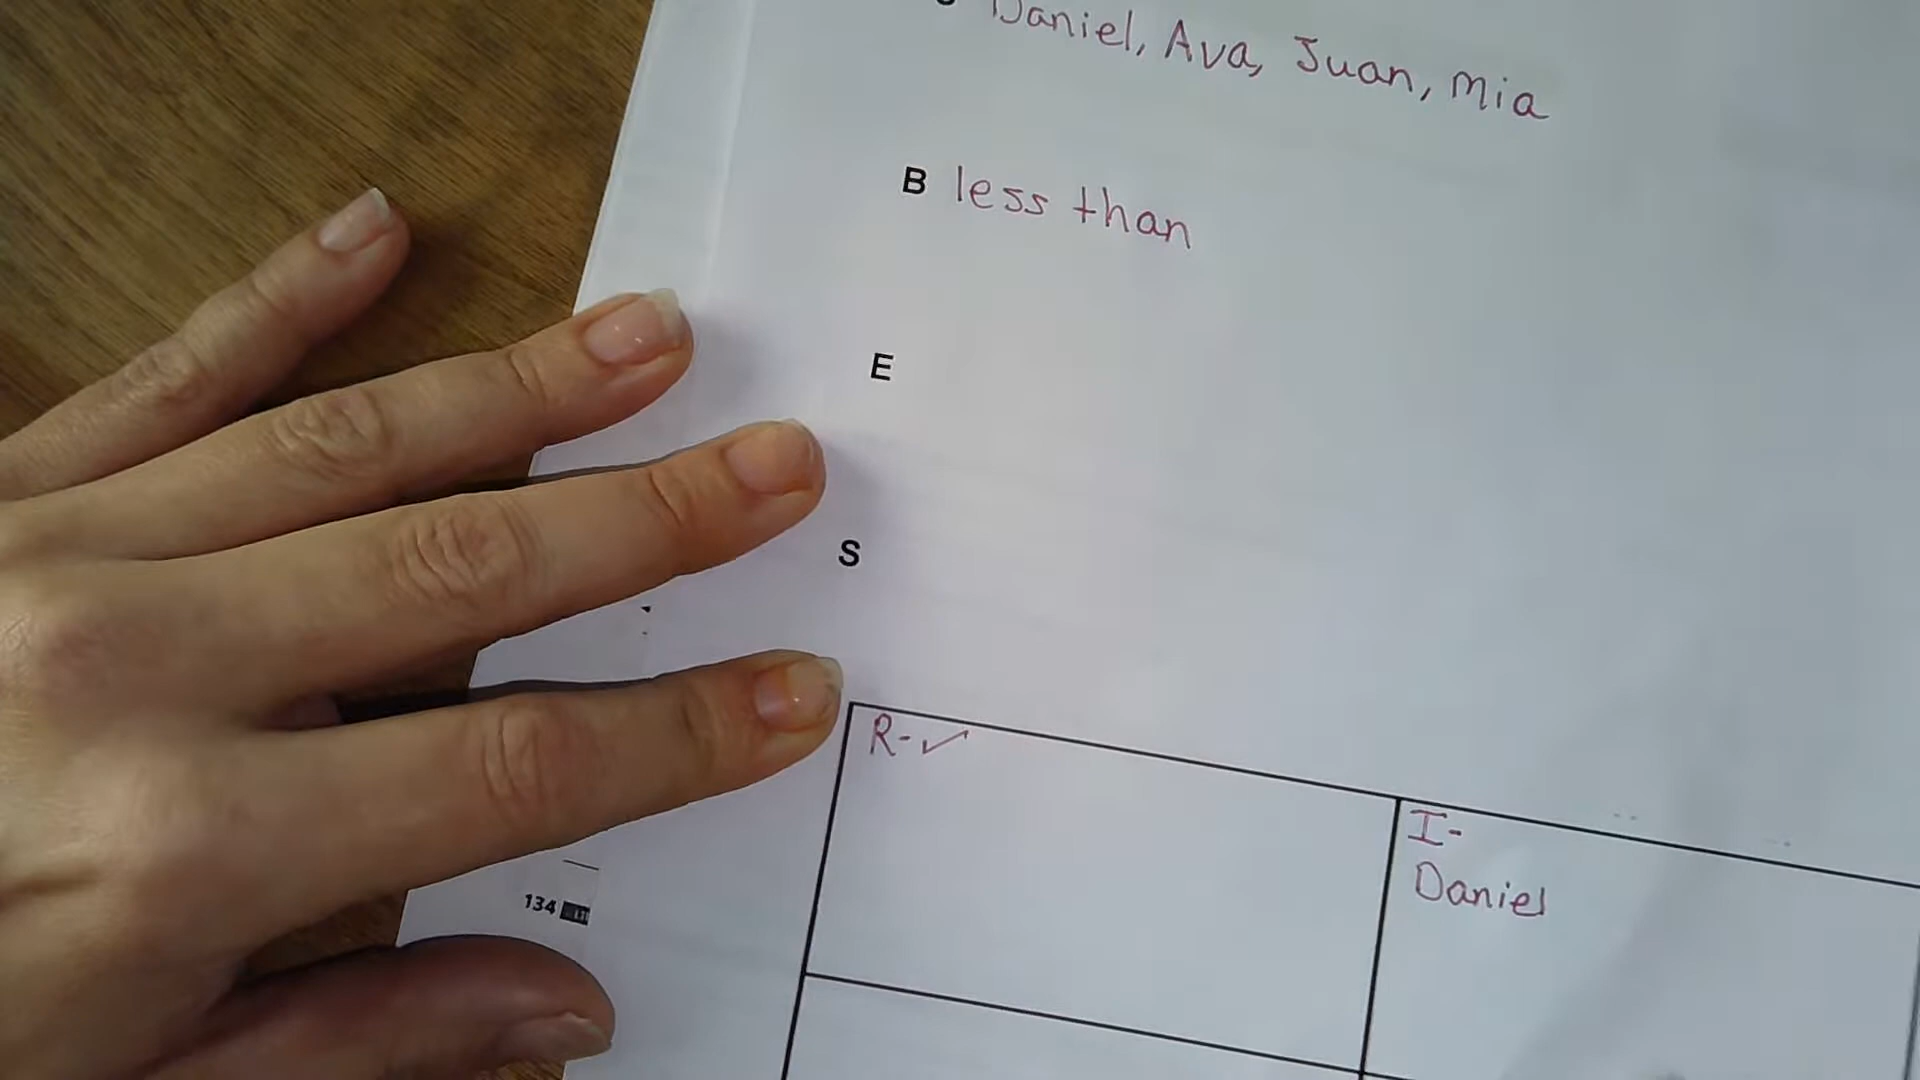 Daniel, Ava, Juan, Mia
B less than
E
S
R-✓
I-
Daniel
134